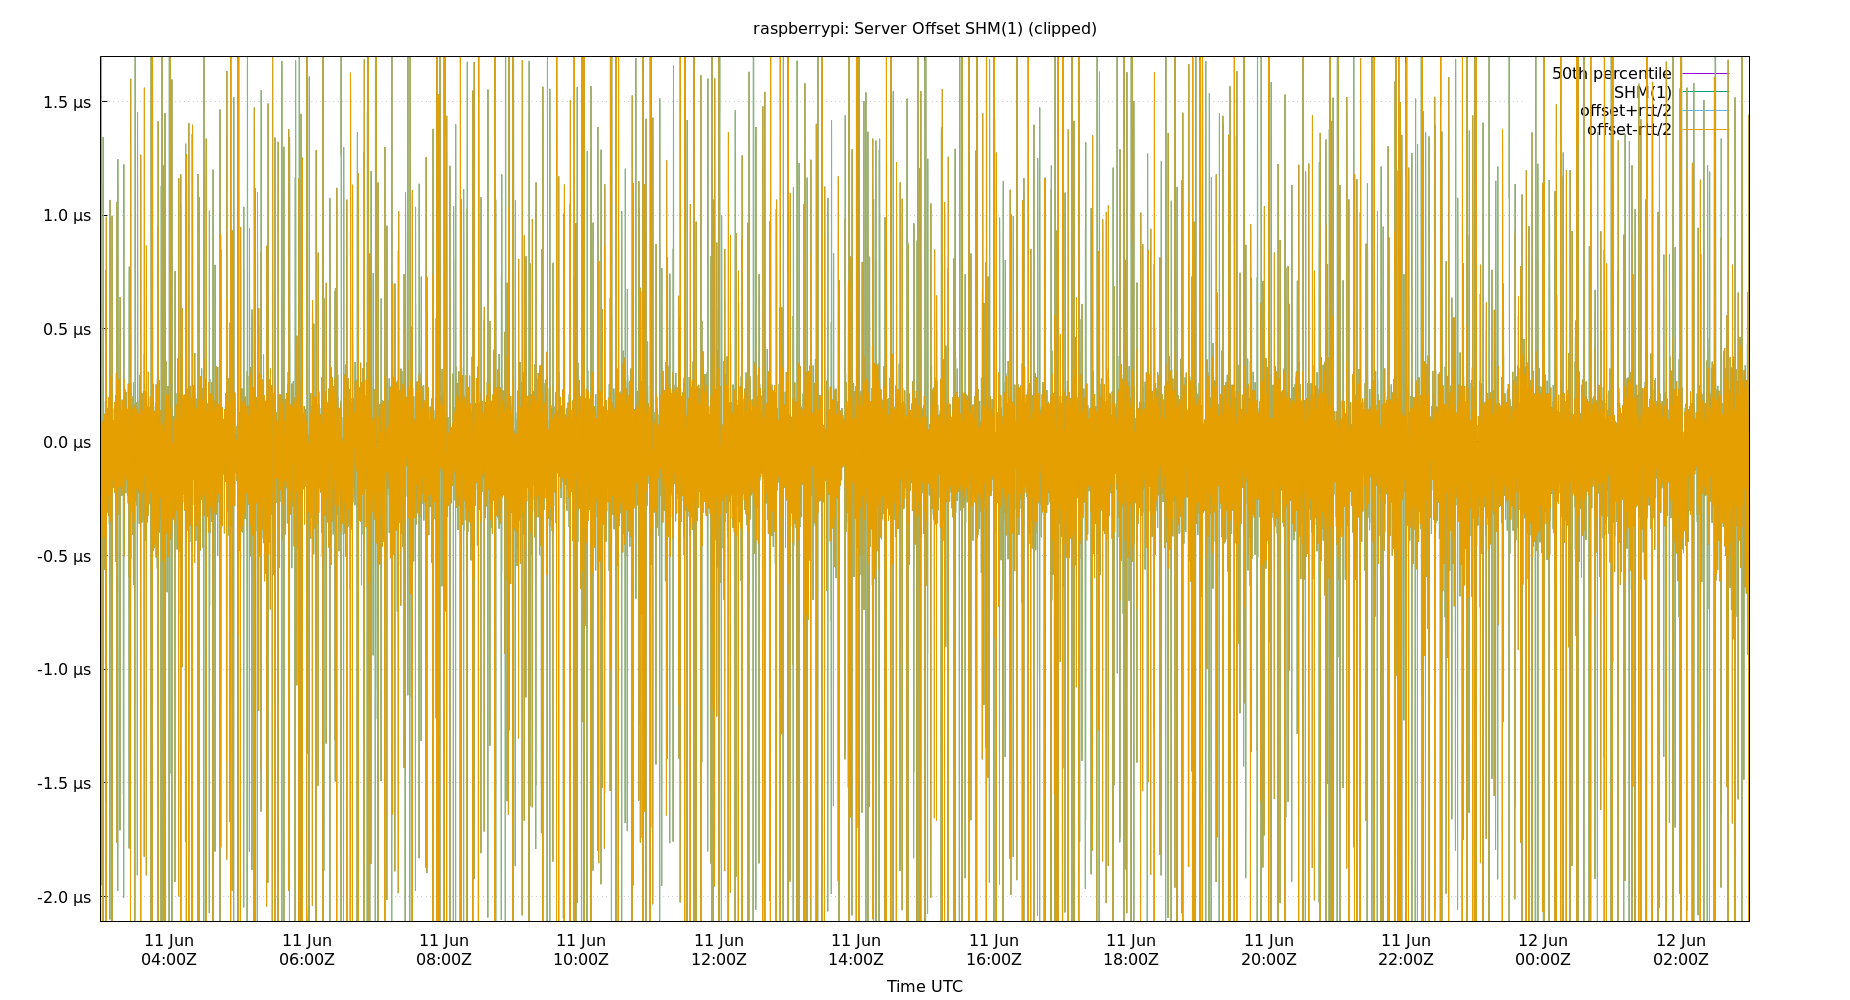 raspberrypi: Server Offset SHM(1) (clipped)
50th percentile
SHM(1)
offset+rtt/2
offset-rtt/2
1.5 µs
1.0 µs
0.5 µs
0.0 µs
-0.5 µs
-1.0 µs
-1.5 µs
-2.0 µs
11 Jun 11 Jun 11 Jun 11 Jun 11 Jun 11 Jun 11 Jun 11 Jun 11 Jun 11 Jun 12 Jun 12 Jun
04:00Z 06:00Z 08:00Z 10:00Z 12:00Z 14:00Z 16:00Z 18:00Z 20:00Z 22:00Z 00:00Z 02:00Z
Time UTC